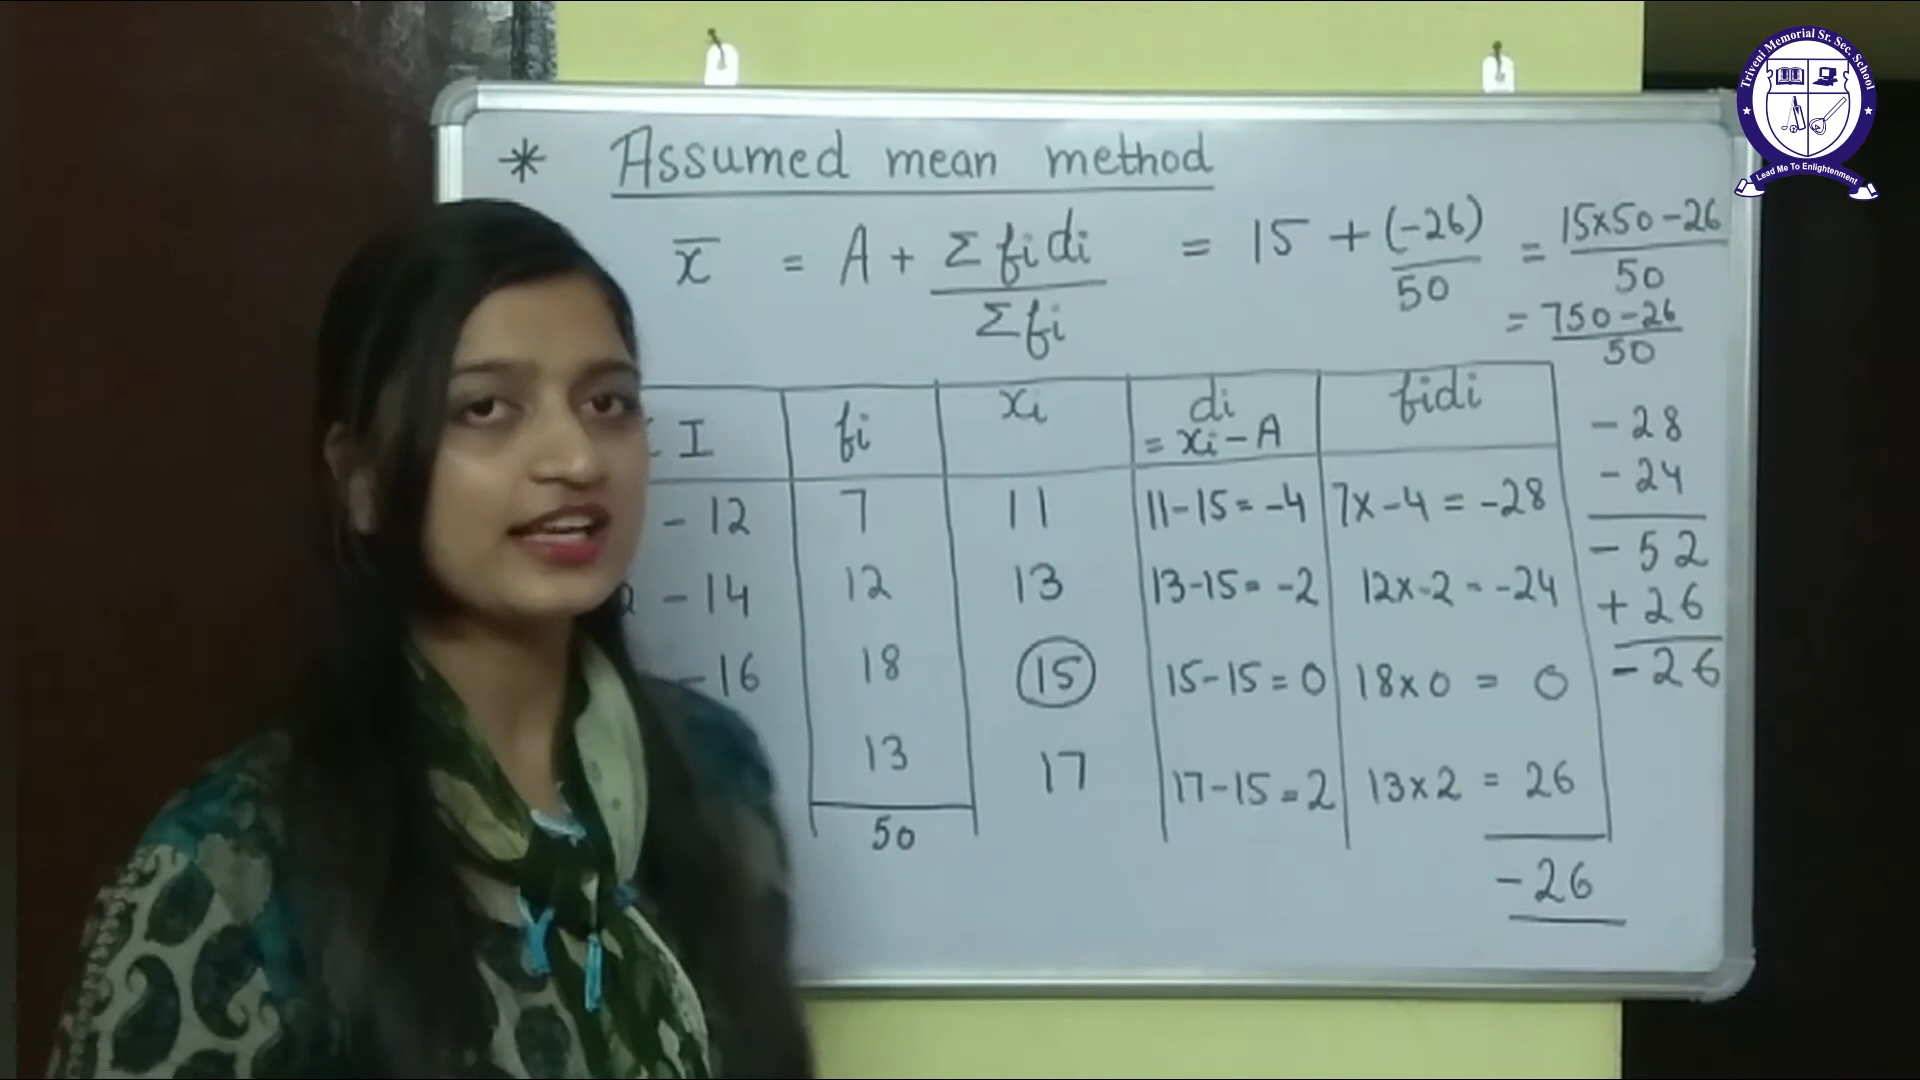 Triveni Memorial Sr. Sec. School
Lead Me To Enlightenment
* Assumed mean method
x̄ = A + Σfidi / Σfi = 15 + (-26) / 50 = 15x50-26 / 50
= 750-26 / 50
I fi xi di = xi - A fidi
- 12 7 11 11-15 = -4 7x-4 = -28
- 14 12 13 13-15 = -2 12x-2 = -24
- 16 18 15 15-15 = 0 18x0 = 0
13 17 17-15 = 2 13x2 = 26
50
-26
- 28
- 24
- 52
+ 26
- 26